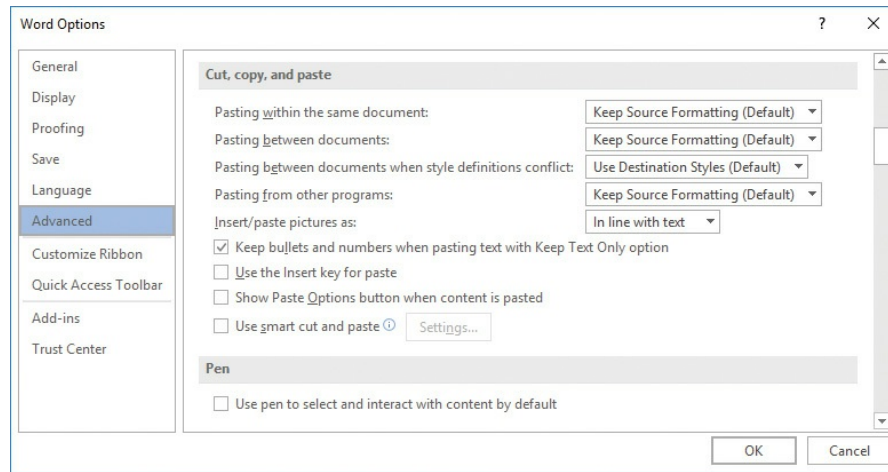 Word Options
?
General
Display
Proofing
Save
Language
Advanced
Customize Ribbon
Quick Access Toolbar
Add-ins
Trust Center
Cut, copy, and paste
Pasting within the same document: Keep Source Formatting (Default)
Pasting between documents: Keep Source Formatting (Default)
Pasting between documents when style definitions conflict: Use Destination Styles (Default)
Pasting from other programs: Keep Source Formatting (Default)
Insert/paste pictures as: In line with text
Keep bullets and numbers when pasting text with Keep Text Only option
Use the Insert key for paste
Show Paste Options button when content is pasted
Use smart cut and paste Settings...
Pen
Use pen to select and interact with content by default
OK Cancel